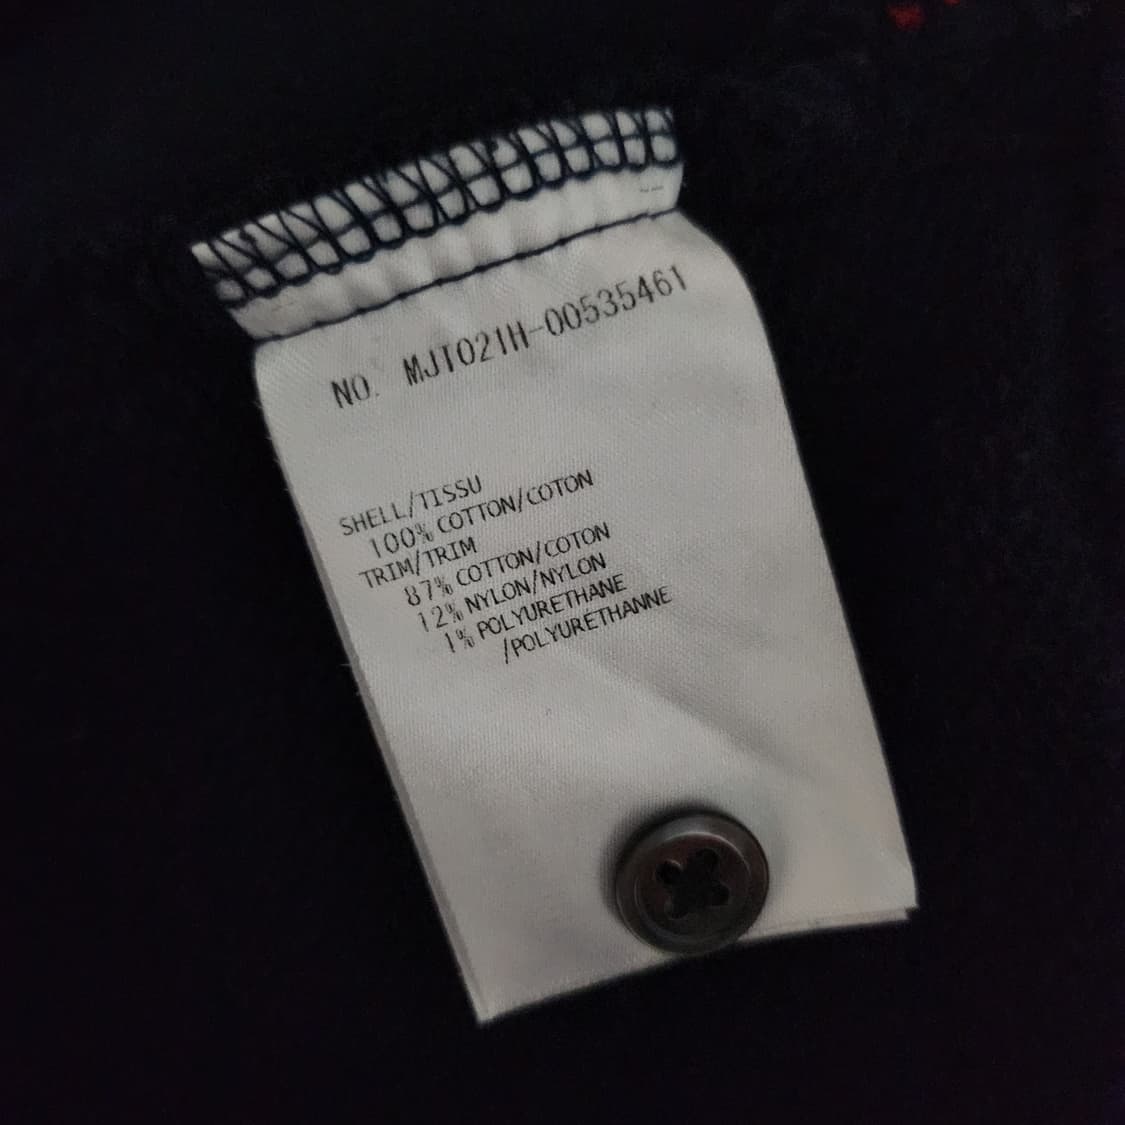 NO. MJT021H-00535461
SHELL/TISSU
100% COTTON/COTON
TRIM/TRIM
87% COTTON/COTON
12% NYLON/NYLON
1% POLYURETHANE
/POLYURETHANNE